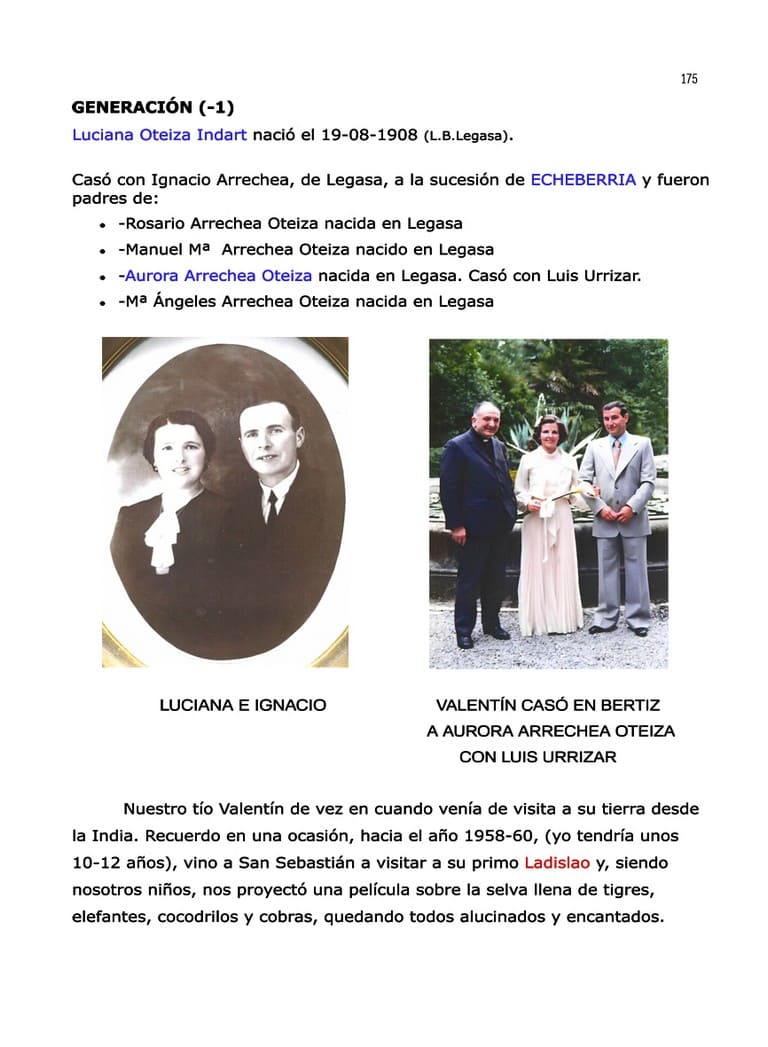 175
GENERACIÓN (-1)
Luciana Oteiza Indart nació el 19-08-1908 (L.B.Legasa).
Casó con Ignacio Arrechea, de Legasa, a la sucesión de ECHEBERRIA y fueron
padres de:
• -Rosario Arrechea Oteiza nacida en Legasa
• -Manuel Mª Arrechea Oteiza nacido en Legasa
• -Aurora Arrechea Oteiza nacida en Legasa. Casó con Luis Urrizar.
• -Mª Ángeles Arrechea Oteiza nacida en Legasa
LUCIANA E IGNACIO
VALENTÍN CASÓ EN BERTIZ
A AURORA ARRECHEA OTEIZA
CON LUIS URRIZAR
Nuestro tío Valentín de vez en cuando venía de visita a su tierra desde
la India. Recuerdo en una ocasión, hacia el año 1958-60, (yo tendría unos
10-12 años), vino a San Sebastián a visitar a su primo Ladislao y, siendo
nosotros niños, nos proyectó una película sobre la selva llena de tigres,
elefantes, cocodrilos y cobras, quedando todos alucinados y encantados.